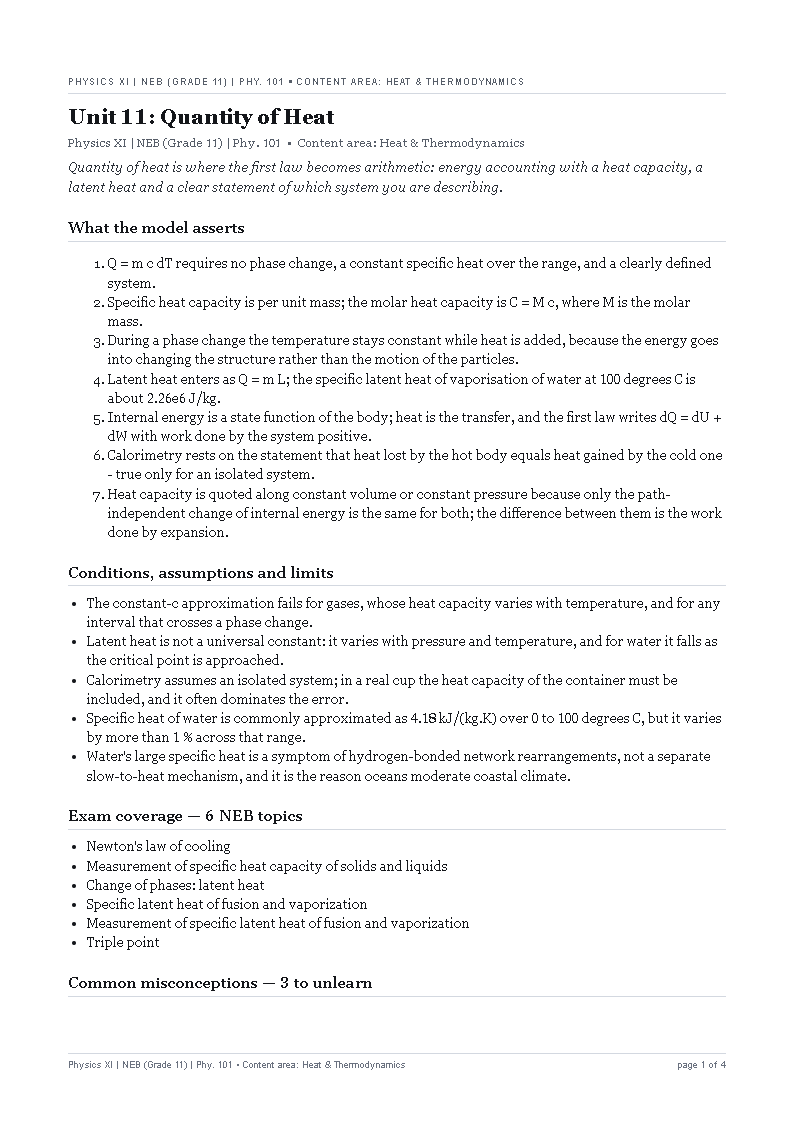 PHYSICS XI | NEB (GRADE 11) | PHY. 101 • CONTENT AREA: HEAT & THERMODYNAMICS
Unit 11: Quantity of Heat
Physics XI | NEB (Grade 11) | Phy. 101 • Content area: Heat & Thermodynamics
Quantity of heat is where the first law becomes arithmetic: energy accounting with a heat capacity, a
latent heat and a clear statement of which system you are describing.
What the model asserts
1. Q = m c dT requires no phase change, a constant specific heat over the range, and a clearly defined
system.
2. Specific heat capacity is per unit mass; the molar heat capacity is C = M c, where M is the molar
mass.
3. During a phase change the temperature stays constant while heat is added, because the energy goes
into changing the structure rather than the motion of the particles.
4. Latent heat enters as Q = m L; the specific latent heat of vaporisation of water at 100 degrees C is
about 2.26e6 J/kg.
5. Internal energy is a state function of the body; heat is the transfer, and the first law writes dQ = dU +
dW with work done by the system positive.
6. Calorimetry rests on the statement that heat lost by the hot body equals heat gained by the cold one
- true only for an isolated system.
7. Heat capacity is quoted along constant volume or constant pressure because only the path-
independent change of internal energy is the same for both; the difference between them is the work
done by expansion.
Conditions, assumptions and limits
• The constant-c approximation fails for gases, whose heat capacity varies with temperature, and for any
interval that crosses a phase change.
• Latent heat is not a universal constant: it varies with pressure and temperature, and for water it falls as
the critical point is approached.
• Calorimetry assumes an isolated system; in a real cup the heat capacity of the container must be
included, and it often dominates the error.
• Specific heat of water is commonly approximated as 4.18 kJ/(kg.K) over 0 to 100 degrees C, but it varies
by more than 1 % across that range.
• Water's large specific heat is a symptom of hydrogen-bonded network rearrangements, not a separate
slow-to-heat mechanism, and it is the reason oceans moderate coastal climate.
Exam coverage — 6 NEB topics
• Newton's law of cooling
• Measurement of specific heat capacity of solids and liquids
• Change of phases: latent heat
• Specific latent heat of fusion and vaporization
• Measurement of specific latent heat of fusion and vaporization
• Triple point
Common misconceptions — 3 to unlearn
Physics XI | NEB (Grade 11) | Phy. 101 • Content area: Heat & Thermodynamics
page 1 of 4